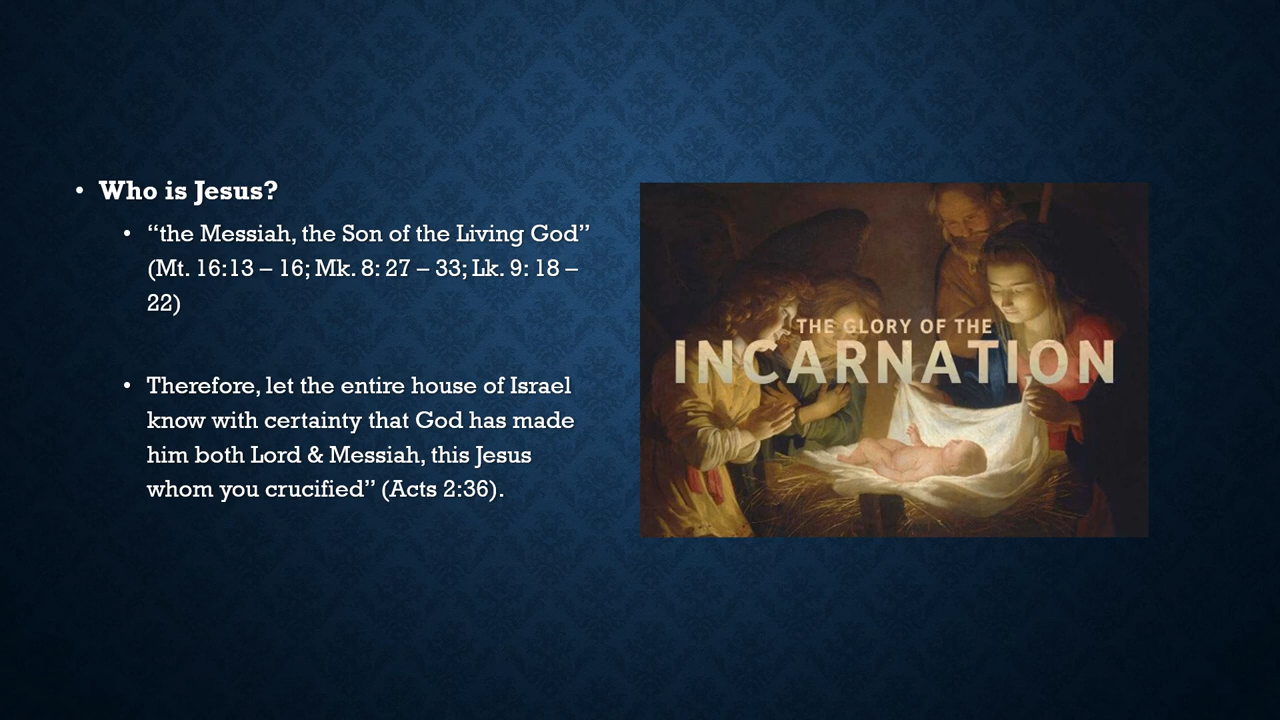 • Who is Jesus?
• “the Messiah, the Son of the Living God”
(Mt. 16:13 – 16; Mk. 8: 27 – 33; Lk. 9: 18 –
22)
• Therefore, let the entire house of Israel
know with certainty that God has made
him both Lord & Messiah, this Jesus
whom you crucified” (Acts 2:36).
THE GLORY OF THE
INCARNATION